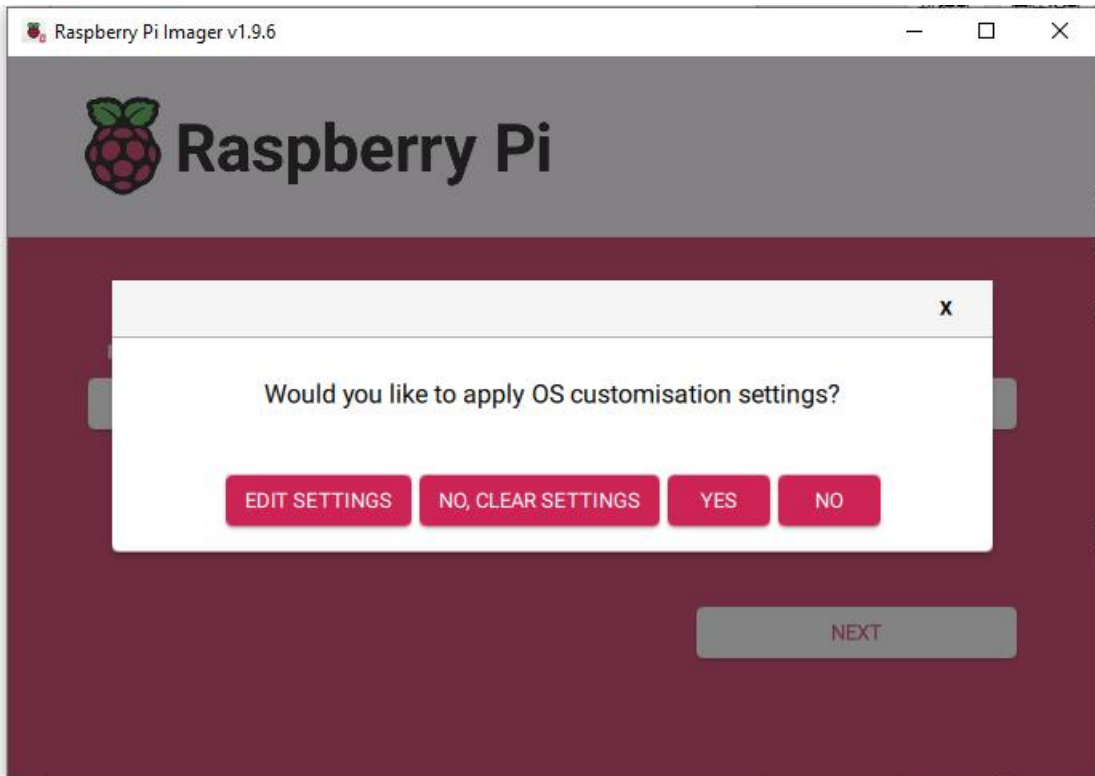 Raspberry Pi Imager v1.9.6
Raspberry Pi
x
Would you like to apply OS customisation settings?
EDIT SETTINGS
NO, CLEAR SETTINGS
YES
NO
NEXT